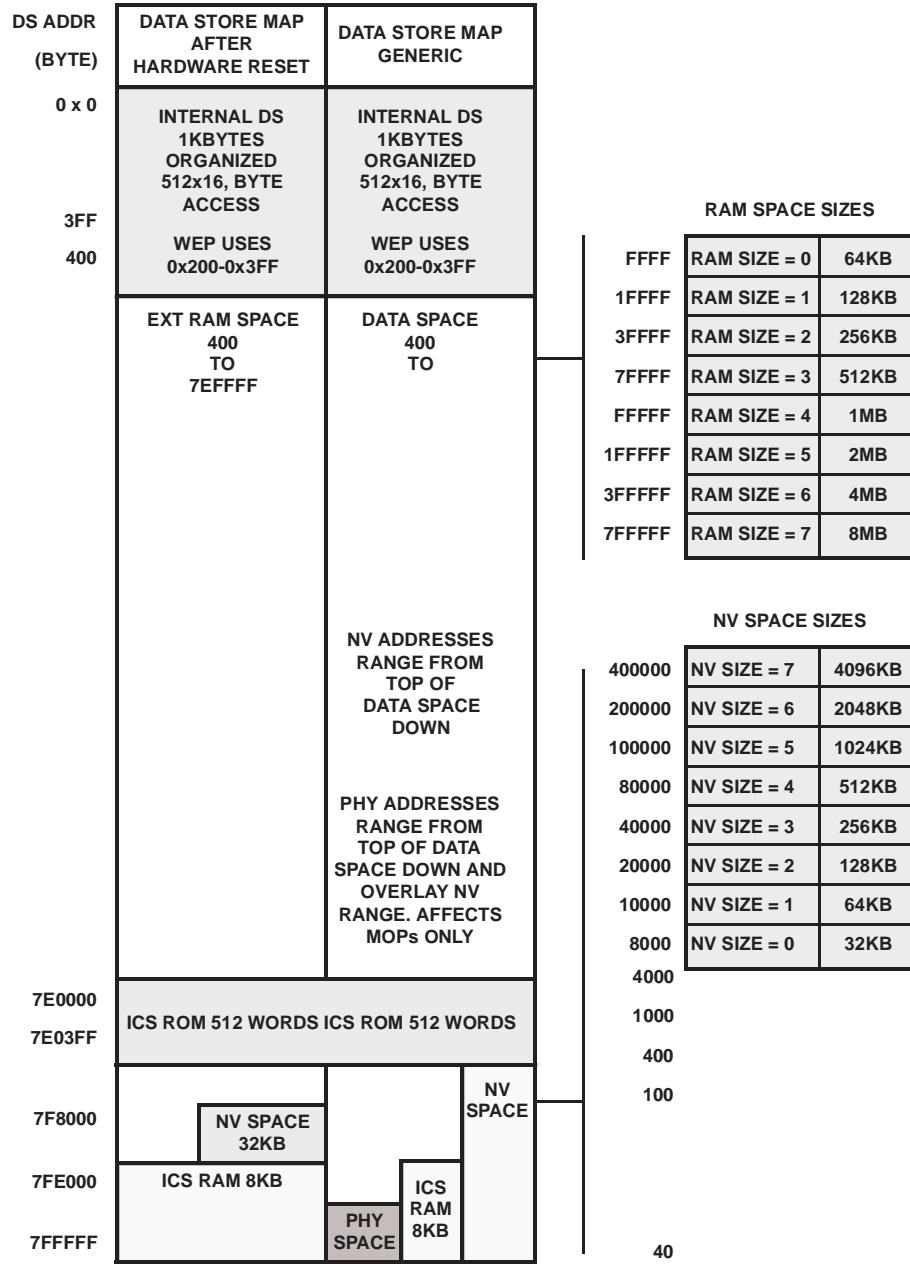 DS ADDR
(BYTE)
DATA STORE MAP
AFTER
HARDWARE RESET
DATA STORE MAP
GENERIC
0 x 0
3FF
400
INTERNAL DS
1KBYTES
ORGANIZED
512x16, BYTE
ACCESS
WEP USES
0x200-0x3FF
INTERNAL DS
1KBYTES
ORGANIZED
512x16, BYTE
ACCESS
WEP USES
0x200-0x3FF
EXT RAM SPACE
400
TO
7EFFFF
DATA SPACE
400
TO
RAM SPACE SIZES
FFFF RAM SIZE = 0 64KB
1FFFF RAM SIZE = 1 128KB
3FFFF RAM SIZE = 2 256KB
7FFFF RAM SIZE = 3 512KB
FFFFF RAM SIZE = 4 1MB
1FFFFF RAM SIZE = 5 2MB
3FFFFF RAM SIZE = 6 4MB
7FFFFF RAM SIZE = 7 8MB
NV ADDRESSES
RANGE FROM
TOP OF
DATA SPACE
DOWN
PHY ADDRESSES
RANGE FROM
TOP OF DATA
SPACE DOWN AND
OVERLAY NV
RANGE. AFFECTS
MOPs ONLY
NV SPACE SIZES
400000 NV SIZE = 7 4096KB
200000 NV SIZE = 6 2048KB
100000 NV SIZE = 5 1024KB
80000 NV SIZE = 4 512KB
40000 NV SIZE = 3 256KB
20000 NV SIZE = 2 128KB
10000 NV SIZE = 1 64KB
8000 NV SIZE = 0 32KB
4000
1000
400
100
40
7E0000
7E03FF
ICS ROM 512 WORDS ICS ROM 512 WORDS
7F8000
7FE000
7FFFFF
NV SPACE
32KB
ICS RAM 8KB
PHY
SPACE
ICS
RAM
8KB
NV
SPACE